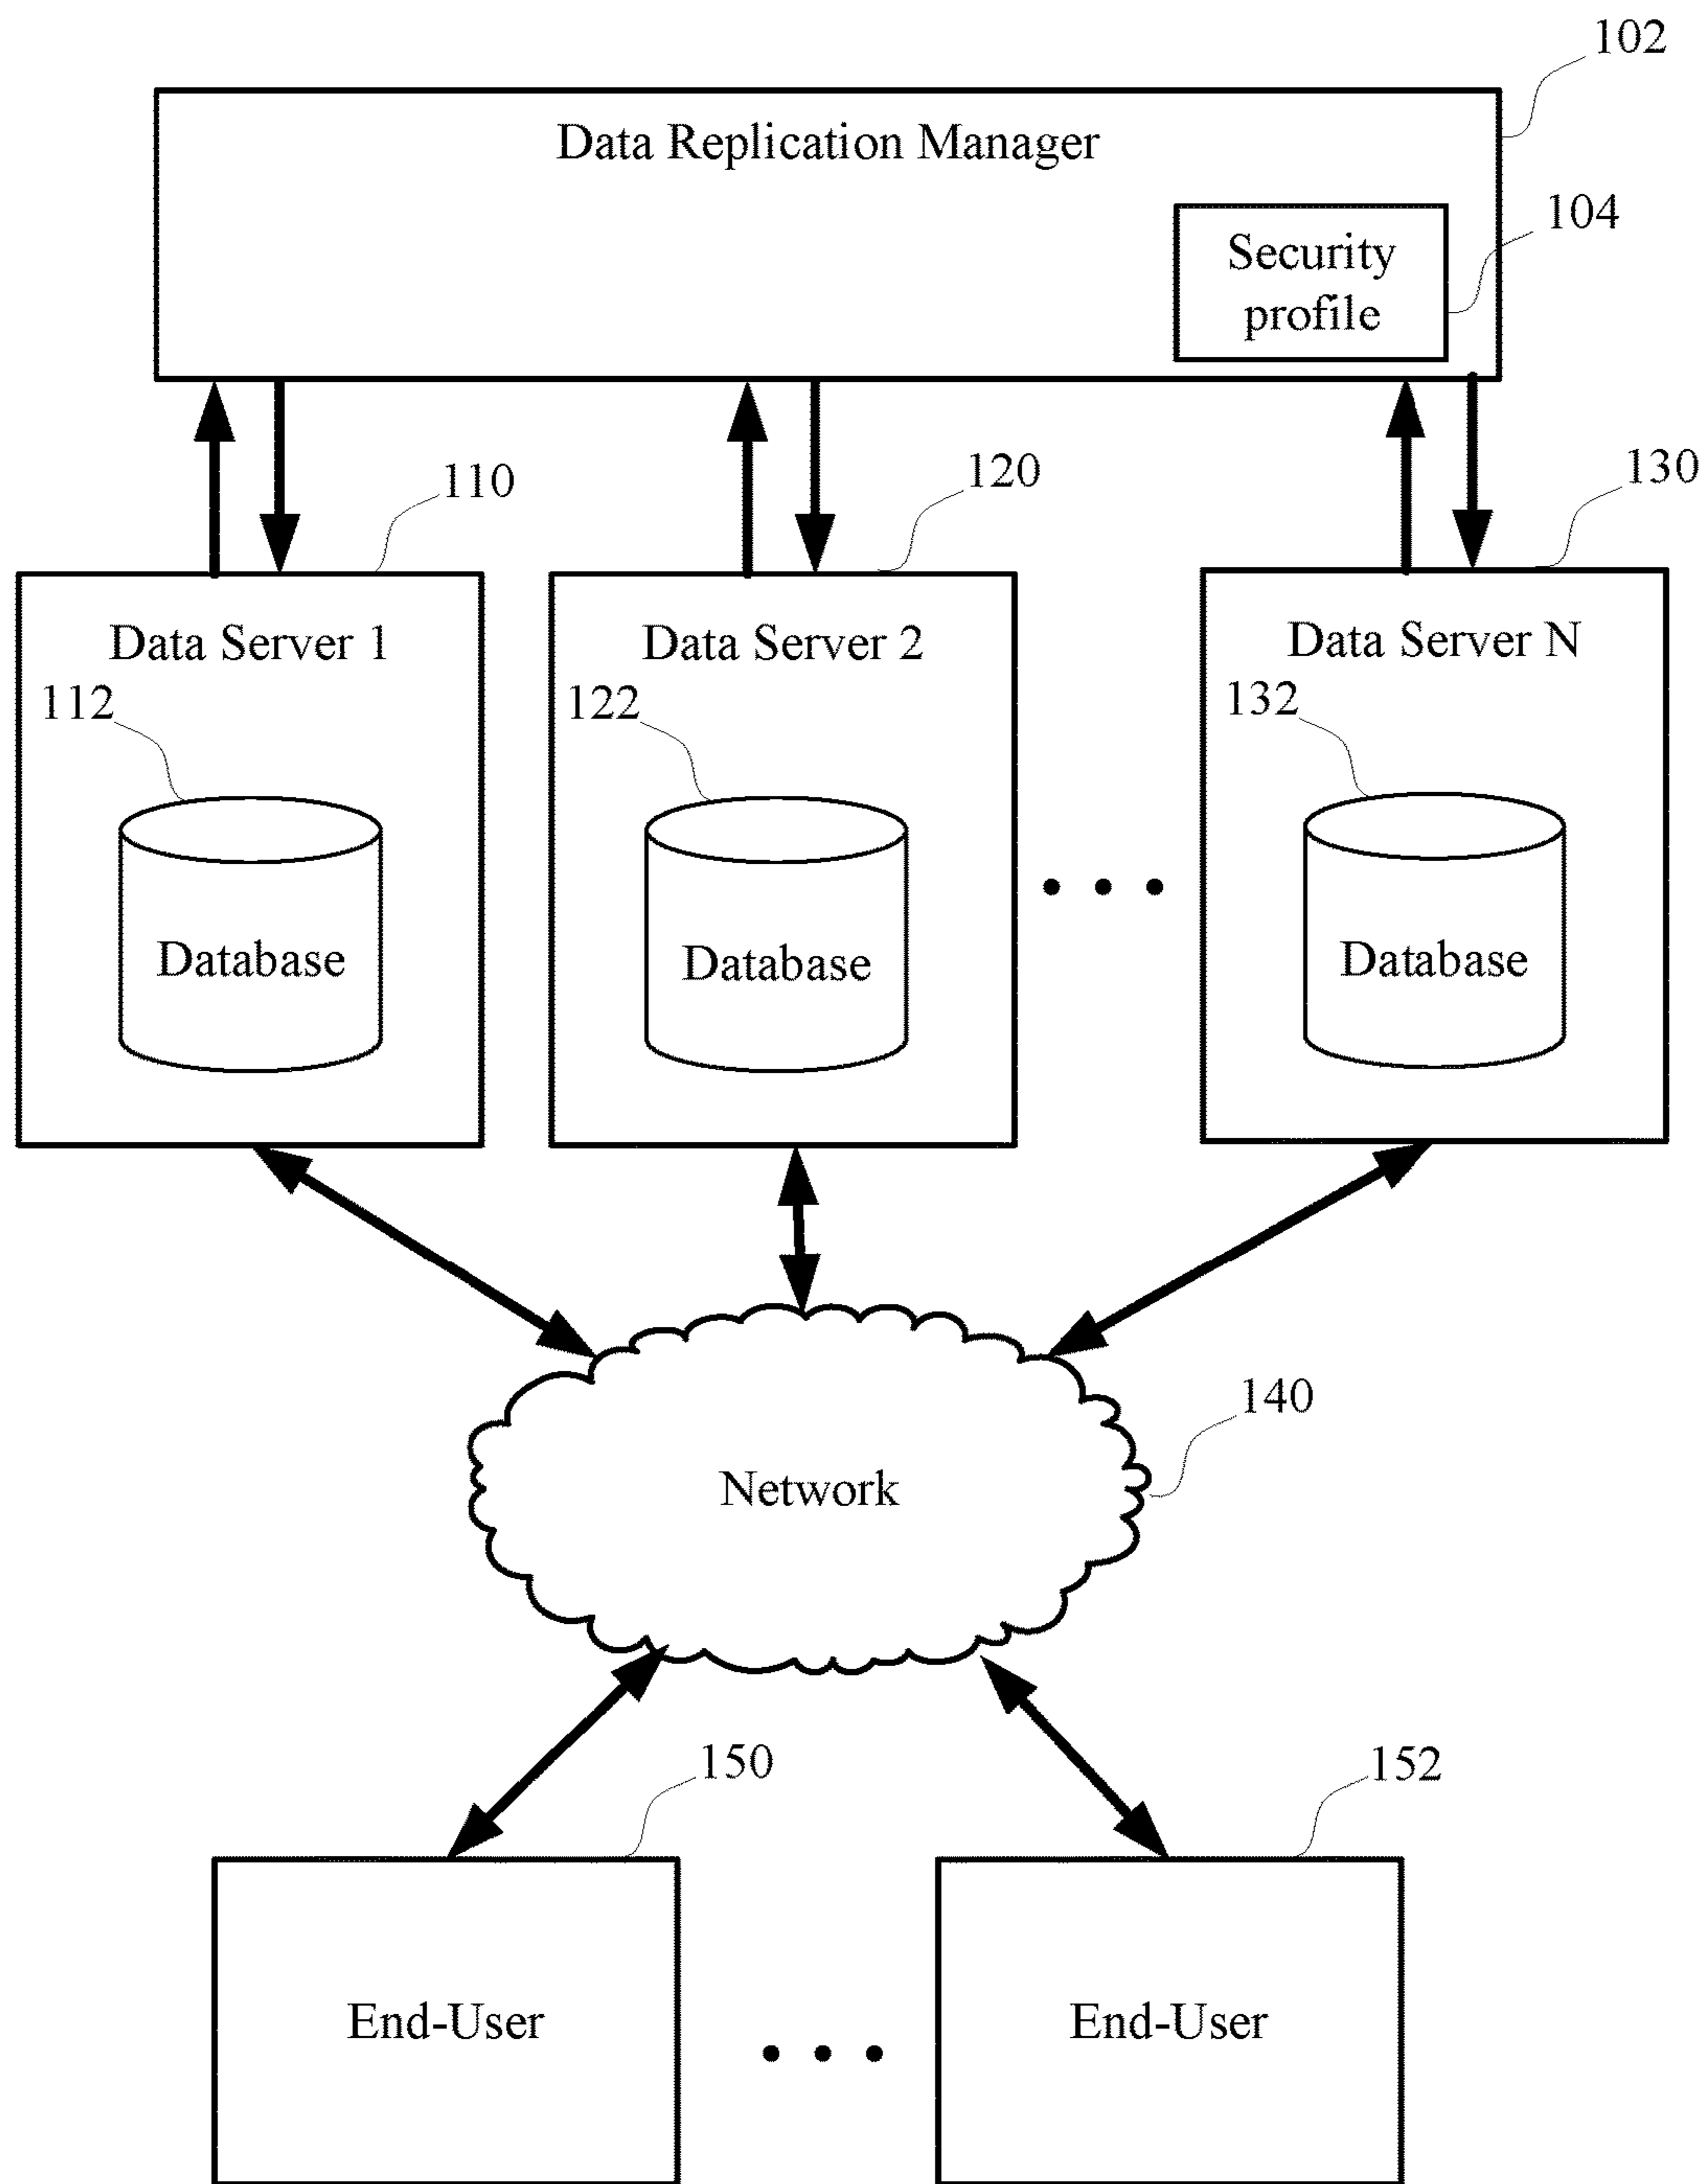 102
Data Replication Manager
104
Security
profile
110
120
130
Data Server 1
Data Server 2
Data Server N
112
122
132
Database
Database
Database
140
Network
150
152
End-User
End-User